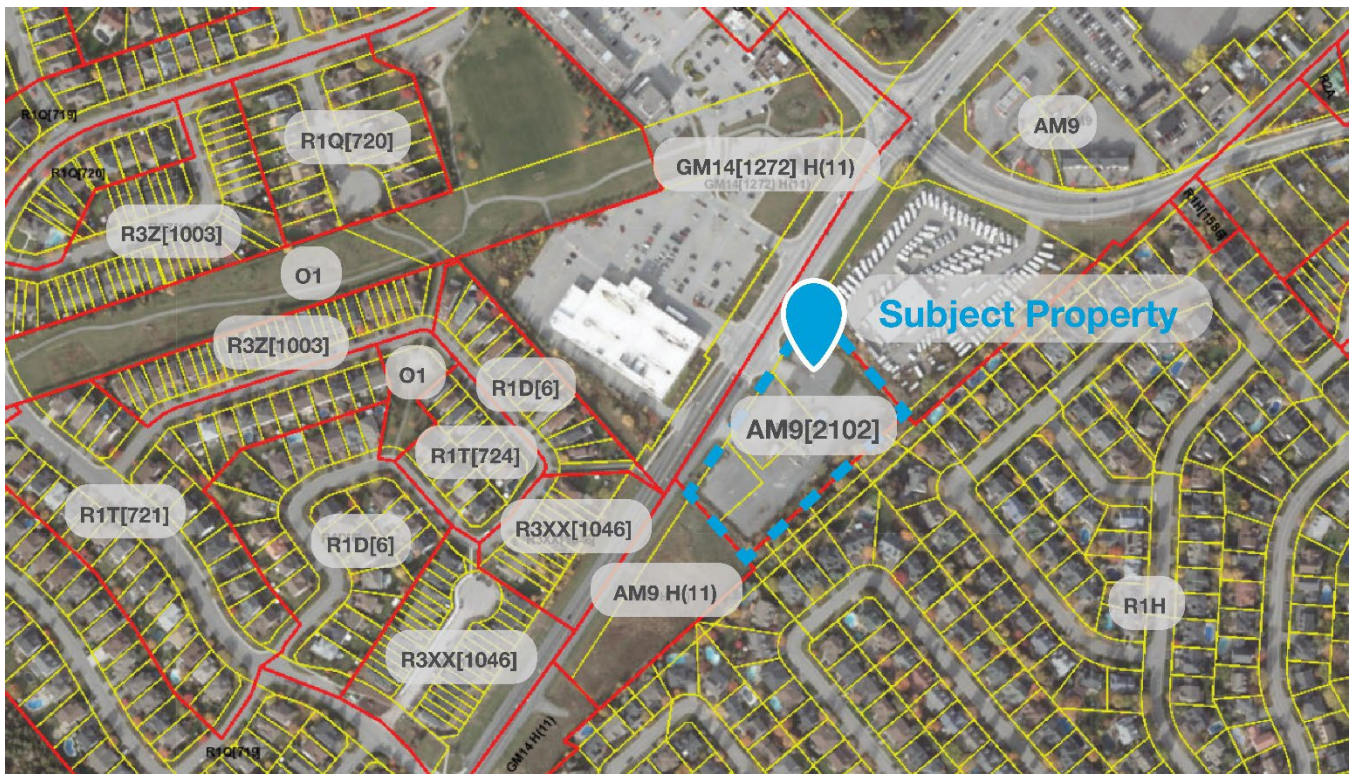 R1Q[719]
R1Q[720]
AM9
R2A
R1Q[720]
GM14[1272] H(11)
GM14[1272] H(11)
R3Z[1003]
O1
Subject Property
R3Z[1003]
O1
R1D[6]
AM9[2102]
R1T[724]
R1T[721]
R1D[6]
R3XX[1046]
AM9 H(11)
R1H
R3XX[1046]
R1Q[719]
GM14 H(11)